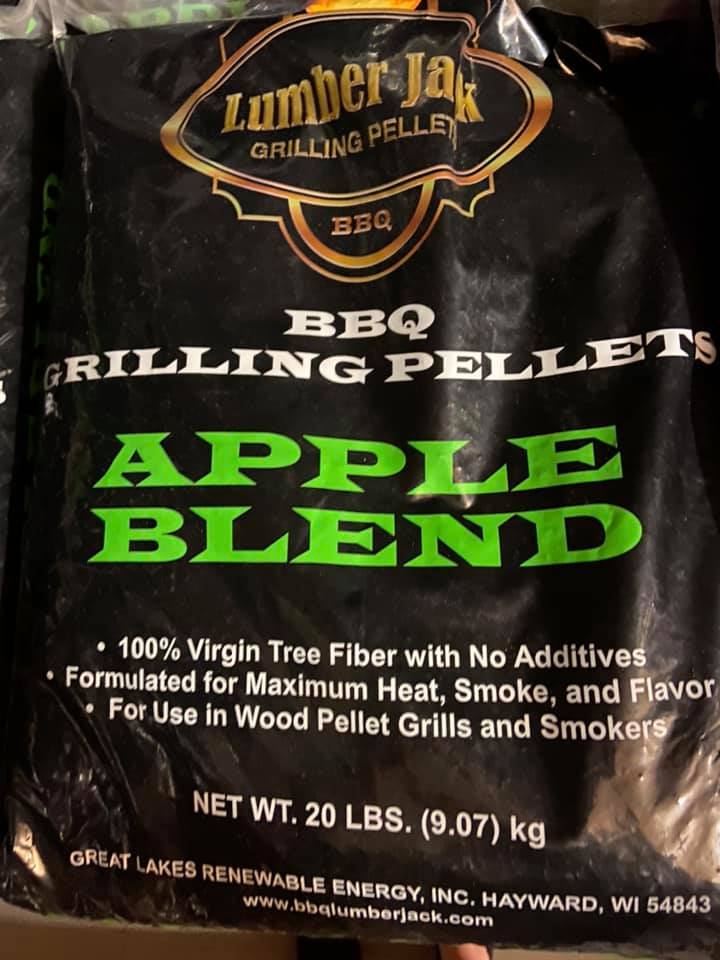 Lumber Jack
GRILLING PELLET
BBQ
BBQ
GRILLING PELLETS
APPLE
BLEND
• 100% Virgin Tree Fiber with No Additives
• Formulated for Maximum Heat, Smoke, and Flavor
• For Use in Wood Pellet Grills and Smokers
NET WT. 20 LBS. (9.07) kg
GREAT LAKES RENEWABLE ENERGY, INC. HAYWARD, WI 54843
www.bbqlumberjack.com